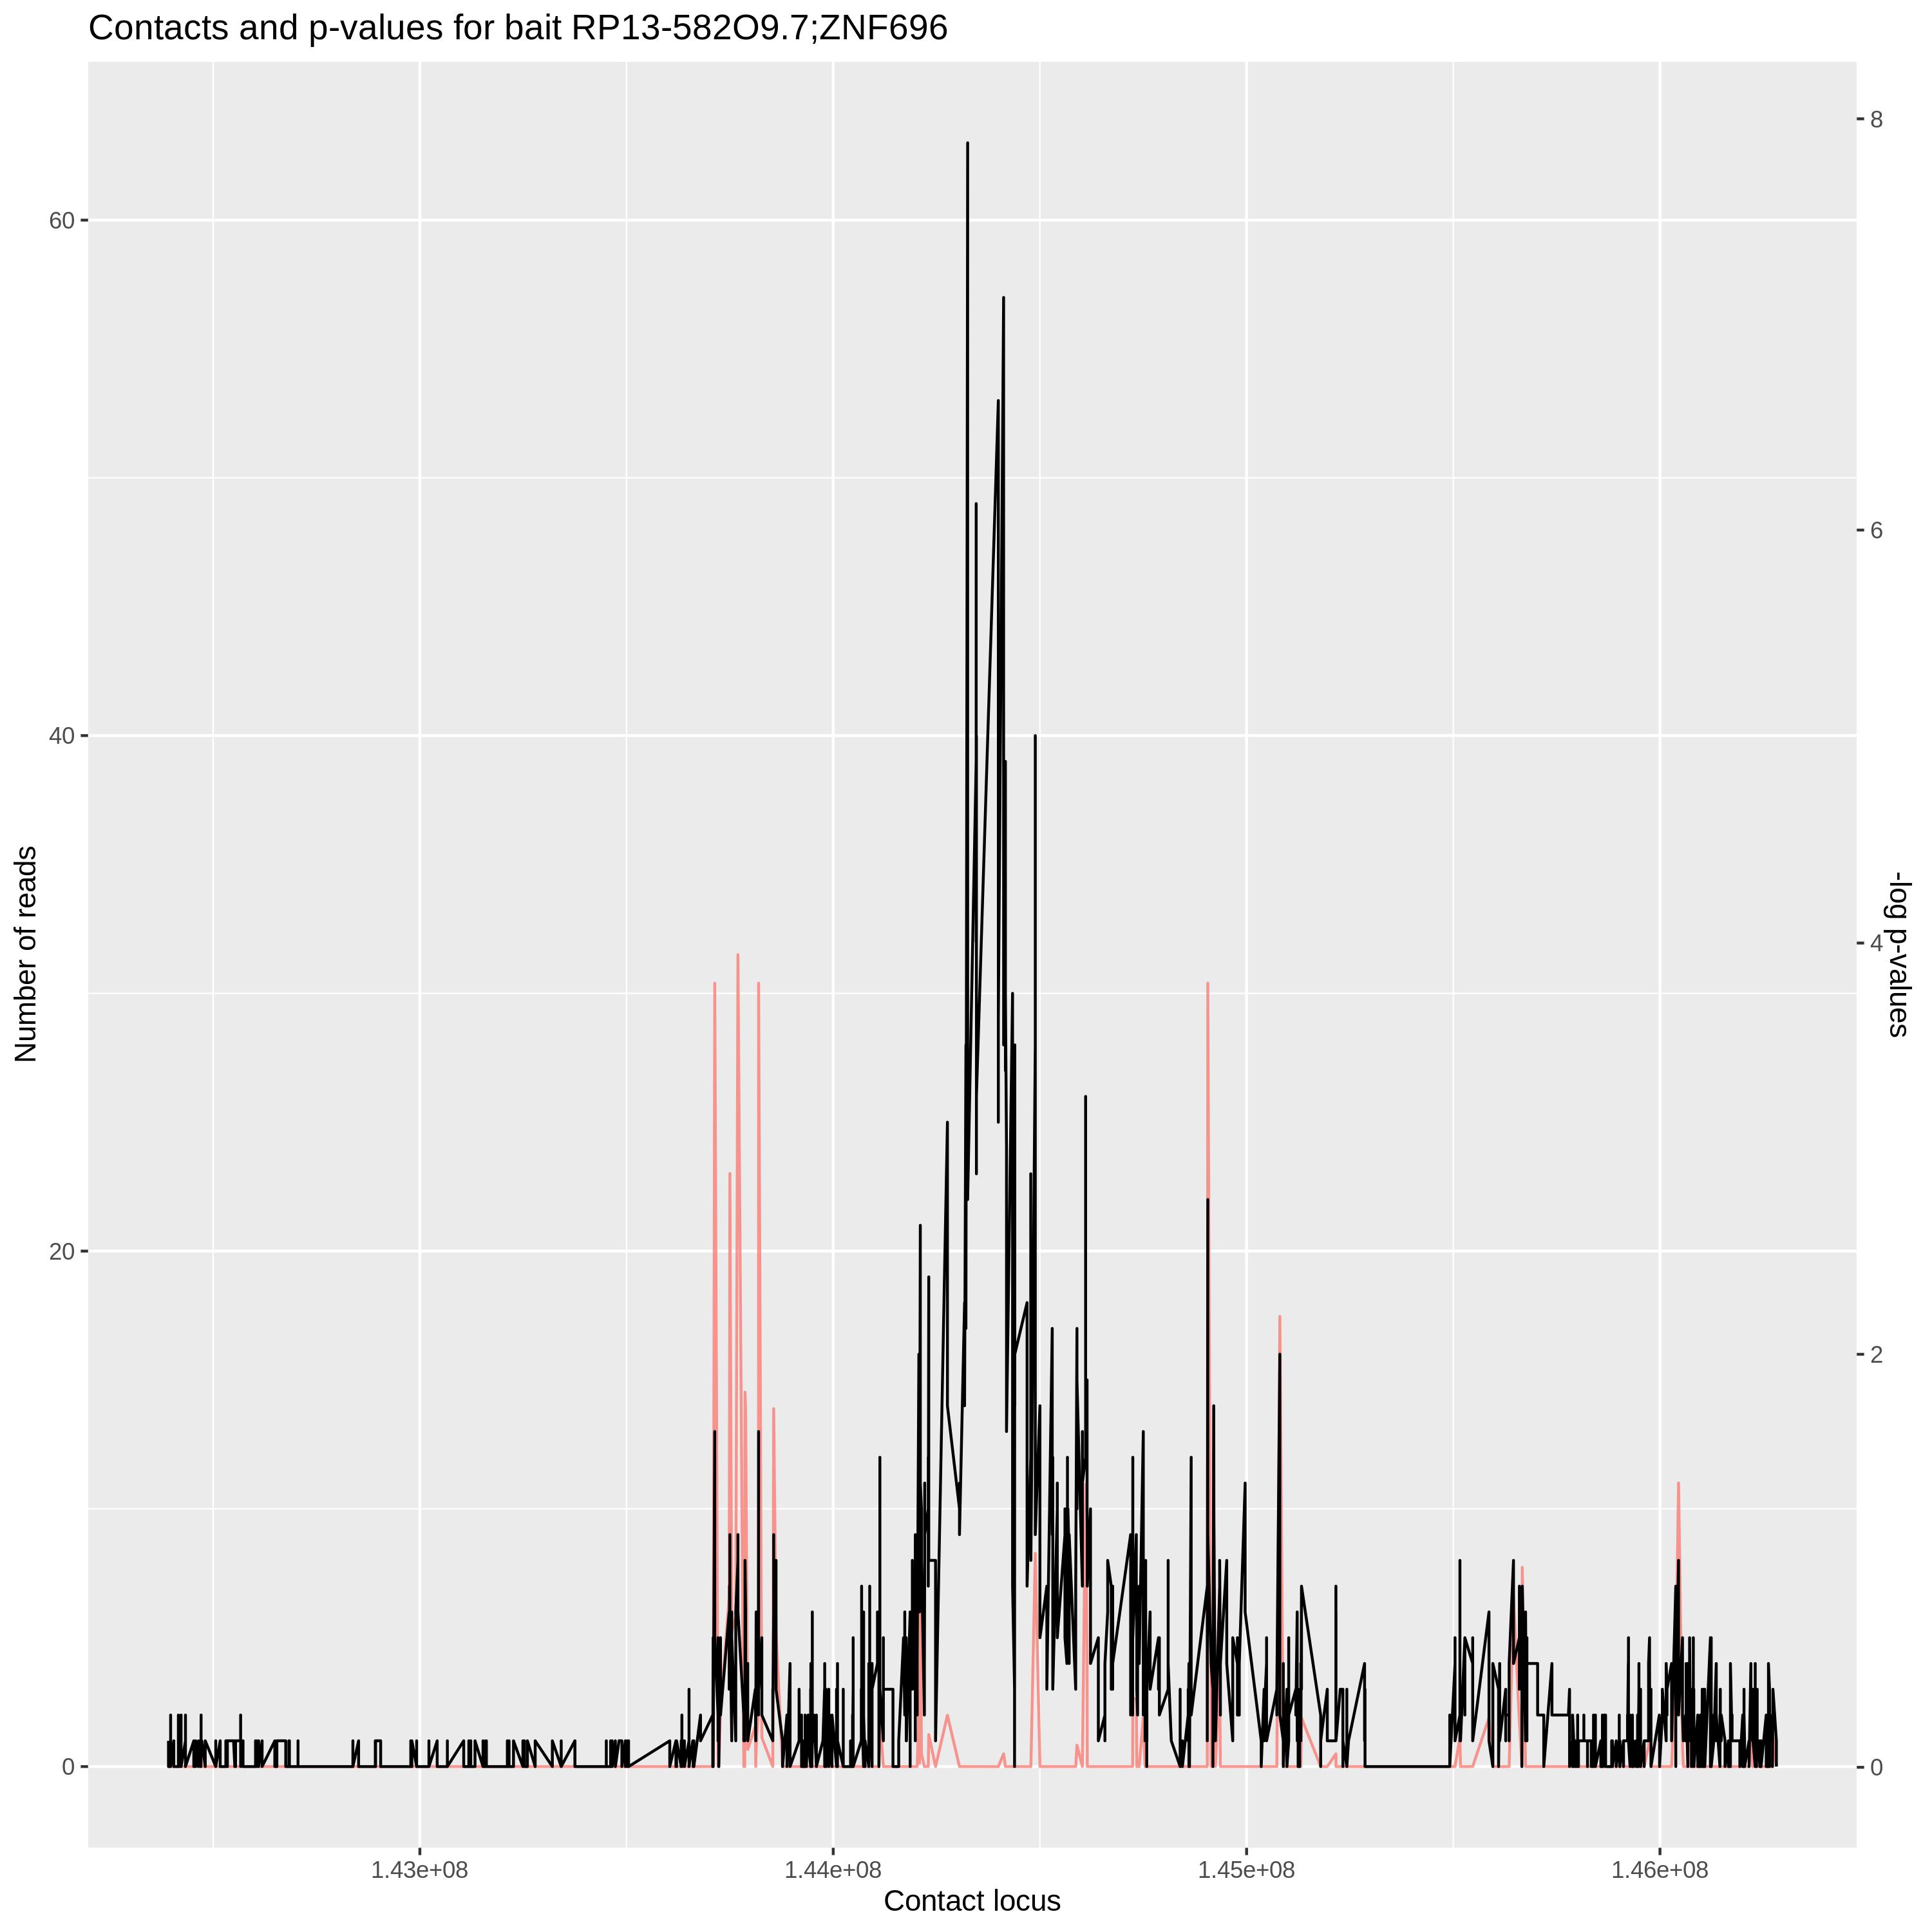 Contacts and p-values for bait RP13-582O9.7;ZNF696
60
40
20
0
8
6
4
2
0
Number of reads
-log p-values
1.43e+08
1.44e+08
1.45e+08
1.46e+08
Contact locus